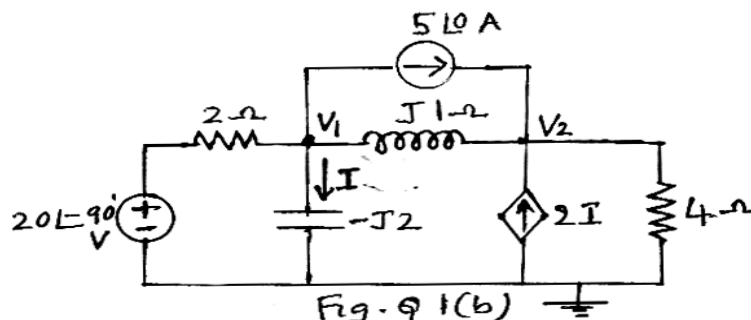 5∠0 A
2Ω
V1
J1Ω
V2
I
20∠-90° V
-J2
2I
4Ω
Fig. Q 1(b)